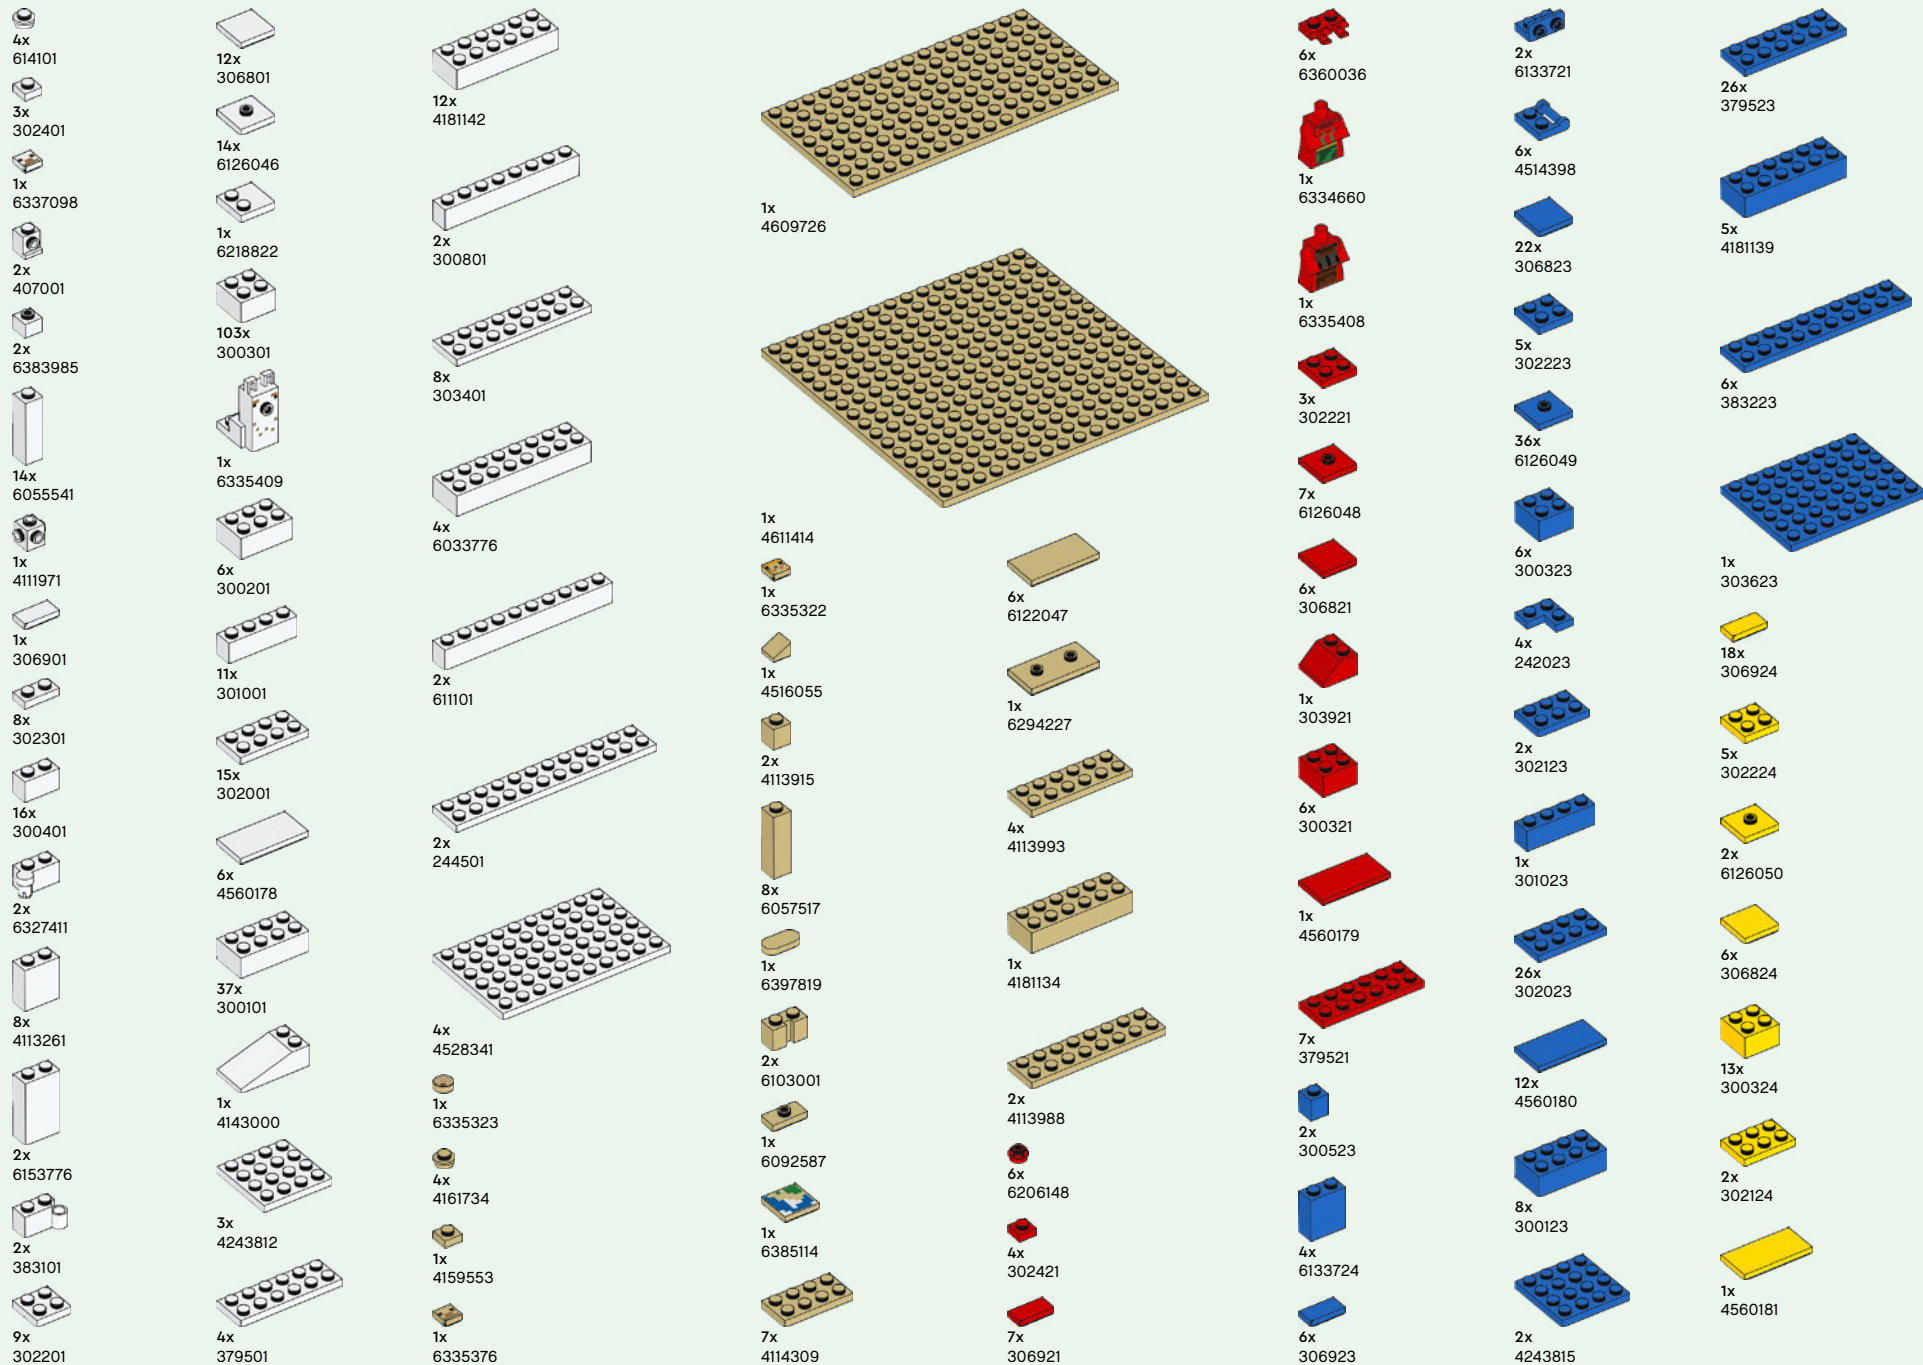 4x
614101
3x
302401
1x
6337098
2x
407001
2x
6383985
14x
6055541
1x
4111971
1x
306901
8x
302301
16x
300401
2x
6327411
8x
4113261
2x
6153776
2x
383101
9x
302201
12x
306801
14x
6126046
1x
6218822
103x
300301
1x
6335409
6x
300201
11x
301001
15x
302001
6x
4560178
37x
300101
1x
4143000
3x
4243812
4x
379501
12x
4181142
2x
300801
8x
303401
4x
6033776
2x
611101
2x
244501
4x
4528341
1x
6335323
4x
4161734
1x
4159553
1x
6335376
1x
4609726
1x
4611414
1x
6335322
1x
4516055
2x
4113915
8x
6057517
1x
6397819
2x
6103001
1x
6092587
1x
6385114
7x
4114309
6x
6122047
1x
6294227
4x
4113993
1x
4181134
2x
4113988
6x
6206148
4x
302421
7x
306921
6x
6360036
1x
6334660
1x
6335408
3x
302221
7x
6126048
6x
306821
1x
303921
6x
300321
1x
4560179
7x
379521
2x
300523
4x
6133724
6x
306923
2x
6133721
6x
4514398
22x
306823
5x
302223
36x
6126049
6x
300323
4x
242023
2x
302123
1x
301023
26x
302023
12x
4560180
8x
300123
2x
4243815
26x
379523
5x
4181139
6x
383223
1x
303623
18x
306924
5x
302224
2x
6126050
6x
306824
13x
300324
2x
302124
1x
4560181